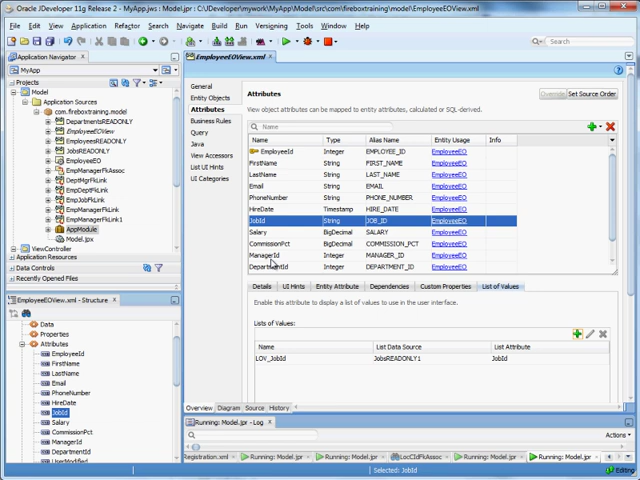 Oracle JDeveloper 11g Release 2 - MyApp.jws : Model.jpr : C:\JDeveloper\mywork\MyApp\Model\src\com\fireboxtraining\model\EmployeeEOView.xml
File Edit View Application Refactor Search Navigate Build Run Versioning Tools Window Help
Application Navigator
MyApp
Projects
Model
Application Sources
com.fireboxtraining.model
DepartmentsREADONLY
EmployeeEOView
EmployeesREADONLY
JobsREADONLY
EmployeeEO
EmpManagerFkAssoc
DeptMgrFkLink
EmpDeptFkLink
EmpJobFkLink
EmpManagerFkLink
EmpManagerFkLink1
AppModule
Model.jpx
ViewController
Application Resources
Data Controls
Recently Opened Files
EmployeeEOView.xml - Structure
Data
Properties
Attributes
EmployeeId
FirstName
LastName
Email
PhoneNumber
HireDate
JobId
Salary
CommissionPct
ManagerId
DepartmentId
UserModified
EmployeeEOView.xml
General
Entity Objects
Attributes
Business Rules
Query
Java
View Accessors
List UI Hints
UI Categories
Attributes
Override Set Source Order
View object attributes can be mapped to entity attributes, calculated or SQL-derived.
Name
Name Type Alias Name Entity Usage Info
EmployeeId Integer EMPLOYEE_ID EmployeeEO
FirstName String FIRST_NAME EmployeeEO
LastName String LAST_NAME EmployeeEO
Email String EMAIL EmployeeEO
PhoneNumber String PHONE_NUMBER EmployeeEO
HireDate Timestamp HIRE_DATE EmployeeEO
JobId String JOB_ID EmployeeEO
Salary BigDecimal SALARY EmployeeEO
CommissionPct BigDecimal COMMISSION_PCT EmployeeEO
ManagerId Integer MANAGER_ID EmployeeEO
DepartmentId Integer DEPARTMENT_ID EmployeeEO
Details UI Hints Entity Attribute Dependencies Custom Properties List of Values
Enable this attribute to display a list of values to use in the user interface.
Lists of Values:
Name List Data Source List Attribute
LOV_JobId JobsREADONLY1 JobId
Overview Diagram Source History
Running: Model.jpr - Log
Actions
Registration.xml Running: Model.jpr Running: Model.jpr LocCIdFkAssoc Running: Model.jpr Running: Model.jpr
Selected: JobId
Editing